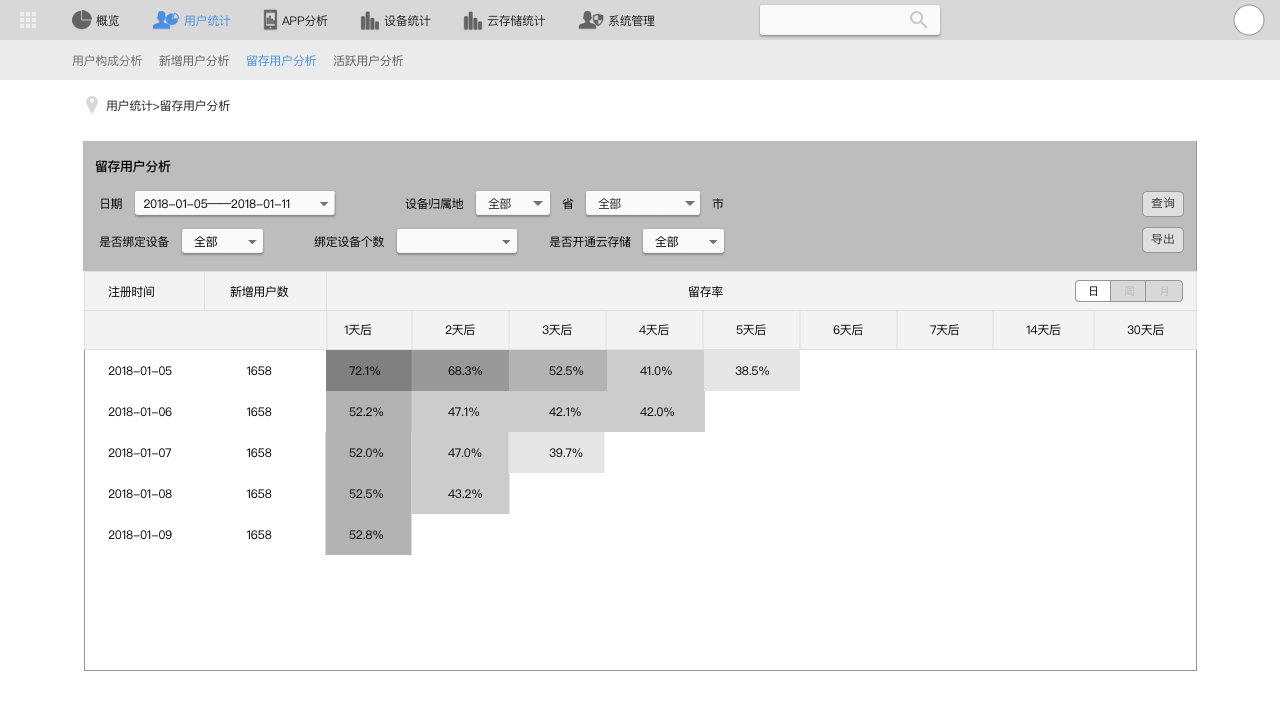 概览 用户统计 APP分析 设备统计 云存储统计 系统管理
用户构成分析 新增用户分析 留存用户分析 活跃用户分析
用户统计>留存用户分析
留存用户分析
日期 2018-01-05——2018-01-11 设备归属地 全部 省 全部 市 查询
是否绑定设备 全部 绑定设备个数 是否开通云存储 全部 导出
注册时间 新增用户数 留存率 日 周 月
1天后 2天后 3天后 4天后 5天后 6天后 7天后 14天后 30天后
2018-01-05 1658 72.1% 68.3% 52.5% 41.0% 38.5%
2018-01-06 1658 52.2% 47.1% 42.1% 42.0%
2018-01-07 1658 52.0% 47.0% 39.7%
2018-01-08 1658 52.5% 43.2%
2018-01-09 1658 52.8%